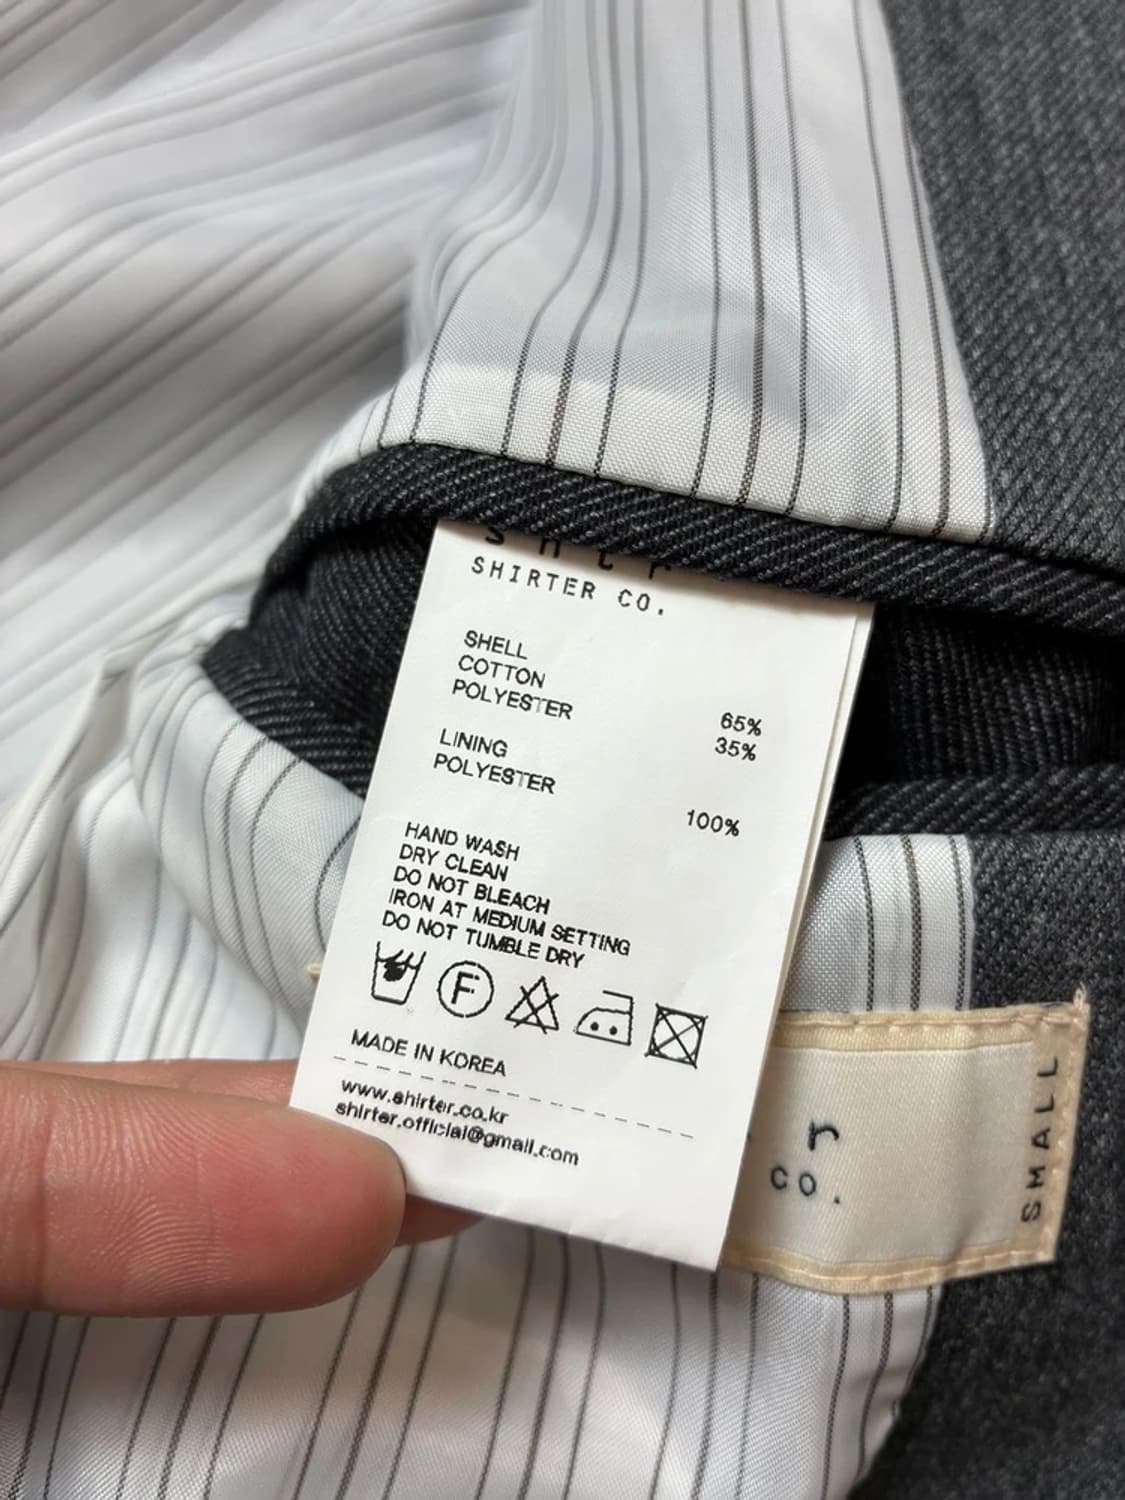 SHIRTER CO.
SHELL
COTTON 65%
POLYESTER 35%
LINING
POLYESTER 100%
HAND WASH
DRY CLEAN
DO NOT BLEACH
IRON AT MEDIUM SETTING
DO NOT TUMBLE DRY
F
MADE IN KOREA
www.shirter.co.kr
shirter.official@gmail.com
r
CO.
SMALL